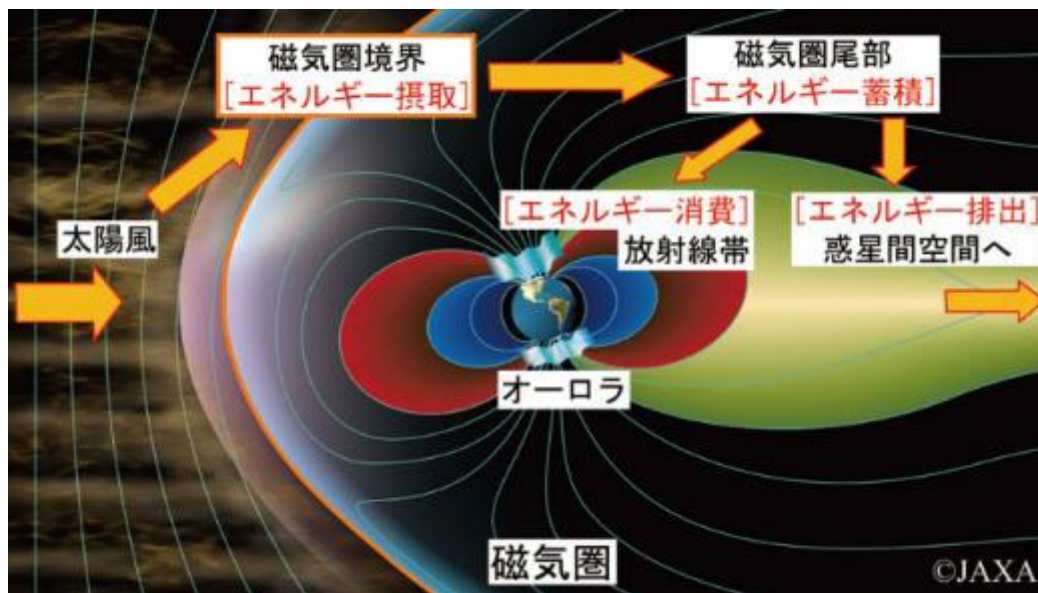 磁気圏境界
[エネルギー摂取]
磁気圏尾部
[エネルギー蓄積]
太陽風
[エネルギー消費]
放射線帯
[エネルギー排出]
惑星間空間へ
オーロラ
磁気圏
©JAXA